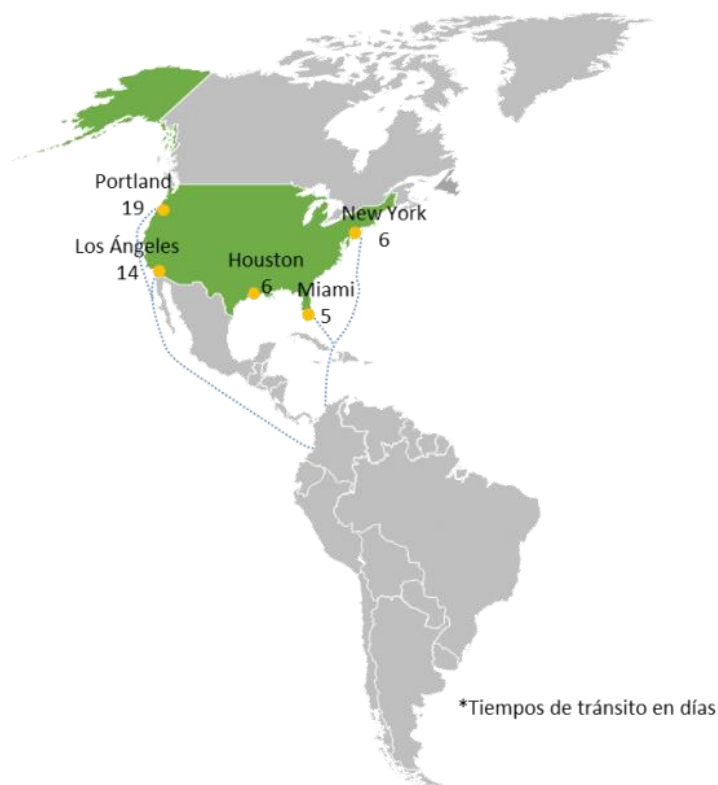 Portland
19
New York
6
Los Ángeles
14
Houston
6
Miami
5
*Tiempos de tránsito en días